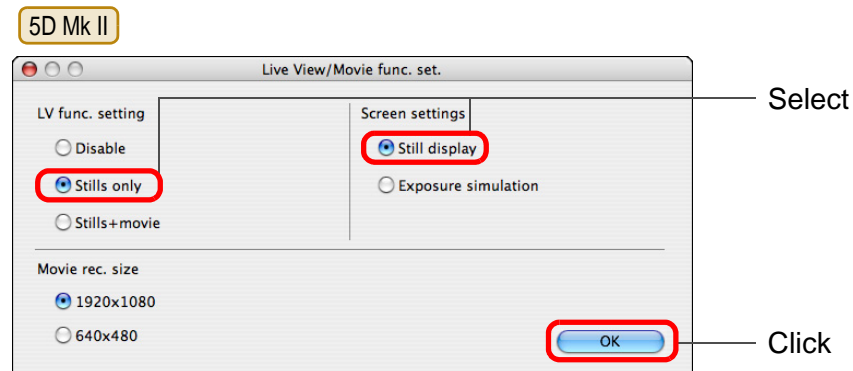 5D Mk II
Live View/Movie func. set.
Select
LV func. setting
Screen settings
Disable
Still display
Stills only
Exposure simulation
Stills+movie
Movie rec. size
1920x1080
640x480
OK
Click